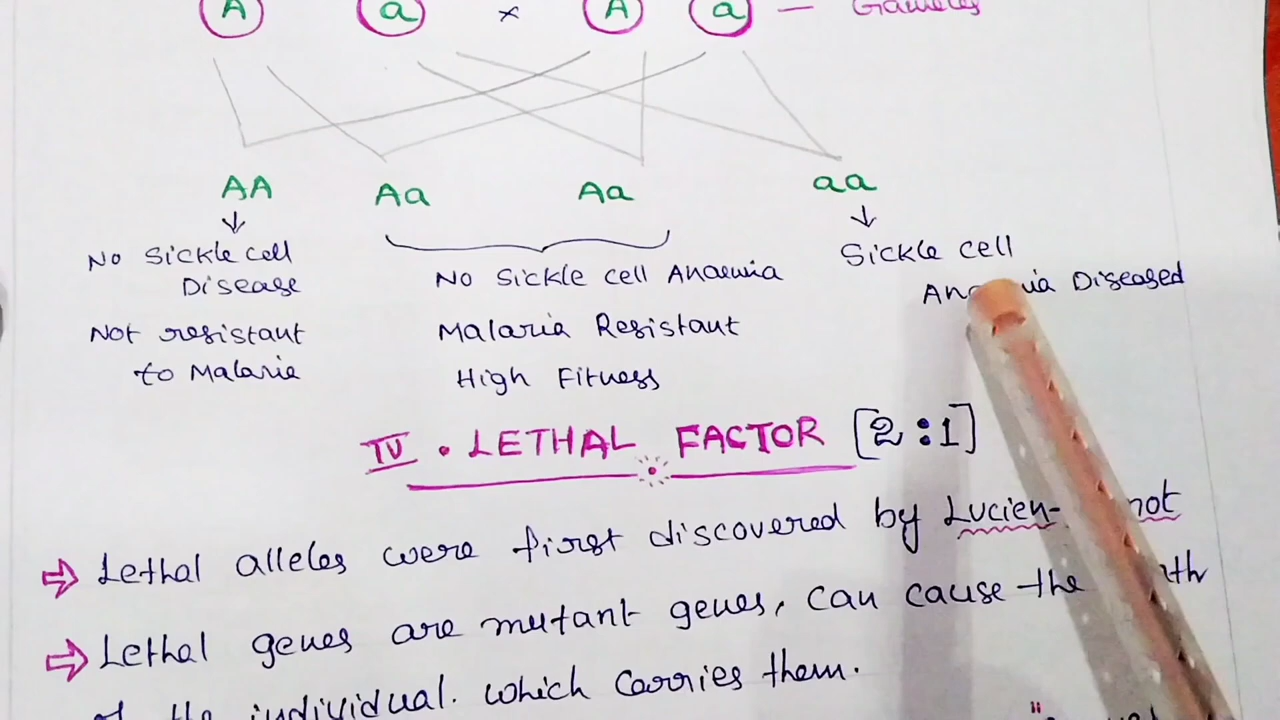 A a × A a —
AA Aa Aa aa
↓ ↓
No Sickle cell Disease
Not resistant to Malaria
No Sickle cell Anaemia
Malaria Resistant
High Fitness
Sickle cell
Diseased
IV . LETHAL FACTOR [2:1]
⇒ Lethal alleles were first discovered by Lucien-
⇒ Lethal genes are mutant genes, can cause the
the individual. which carries them.